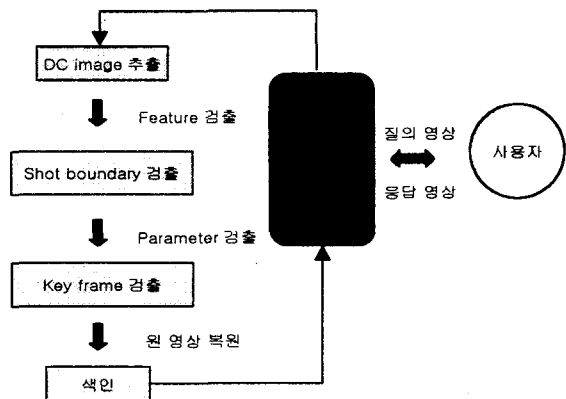 DC image 추출
Feature 검출
Shot boundary 검출
Parameter 검출
Key frame 검출
원 영상 복원
색인
질의 영상
응답 영상
사용자